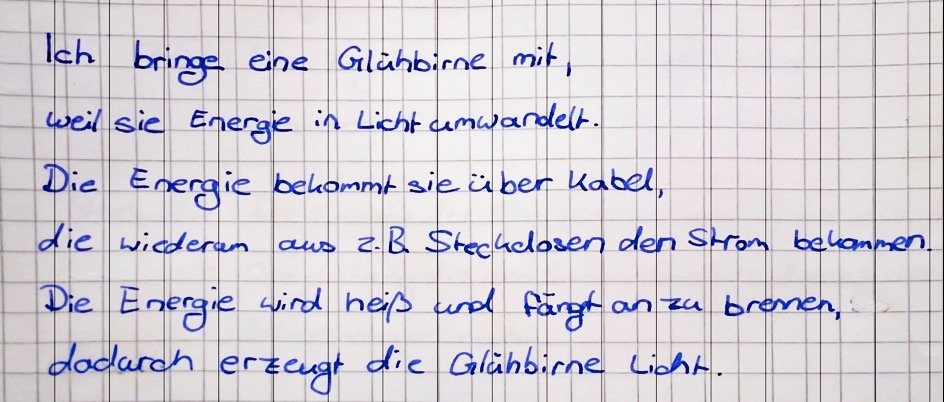 Ich bringe eine Glühbirne mit,
weil sie Energie in Licht umwandelt.
Die Energie bekommt sie über Kabel,
die wiederum aus z.B. Steckdosen den Strom bekommen.
Die Energie wird heiß und fängt an zu bremen,
dadurch erzeugt die Glühbirne Licht.